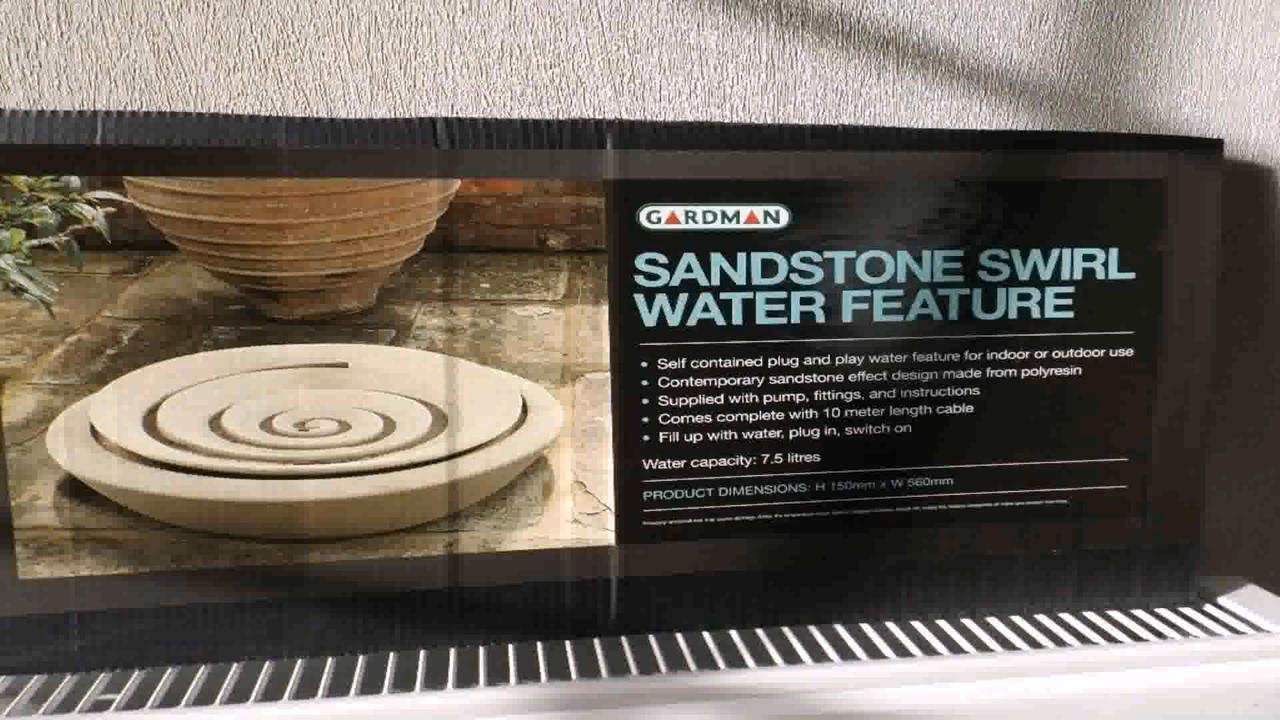 GARDMAN
SANDSTONE SWIRL
WATER FEATURE
• Self contained plug and play water feature for indoor or outdoor use
• Contemporary sandstone effect design made from polyresin
• Supplied with pump, fittings, and instructions
• Comes complete with 10 meter length cable
• Fill up with water, plug in, switch on
Water capacity: 7.5 litres
PRODUCT DIMENSIONS: H 150mm x W 560mm